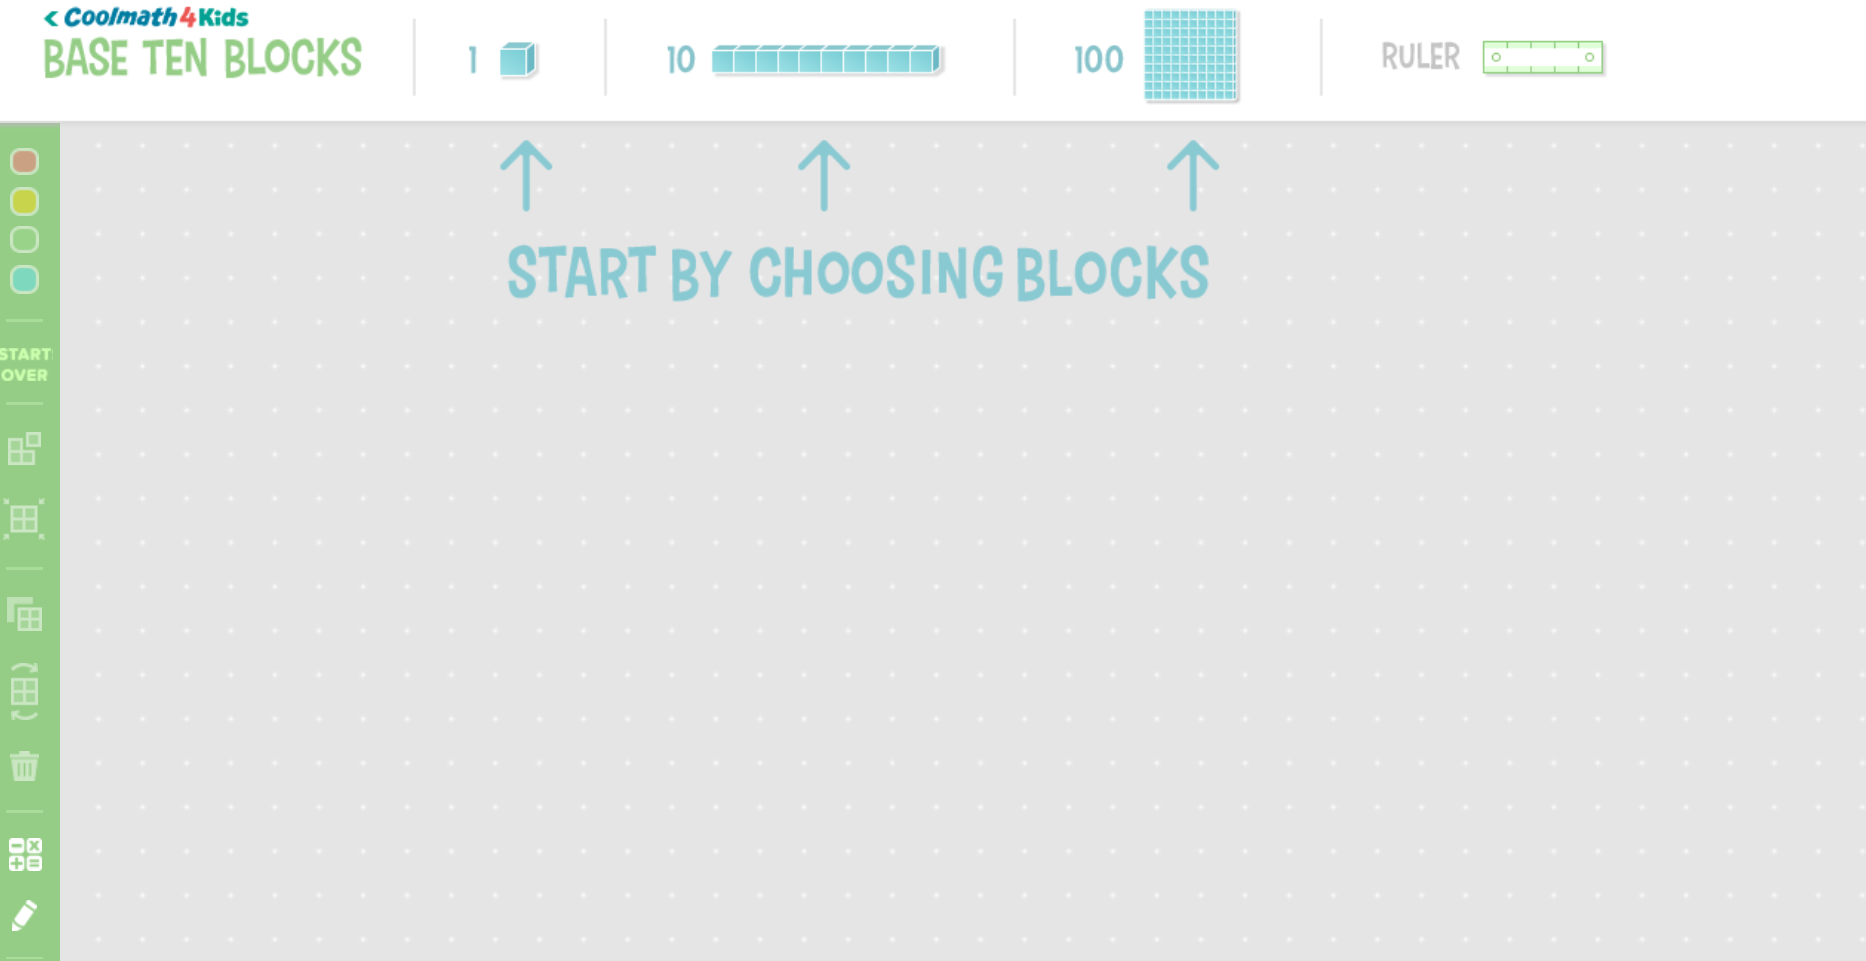 < Coolmath4Kids
BASE TEN BLOCKS
1
10
100
RULER
START BY CHOOSING BLOCKS
START
OVER